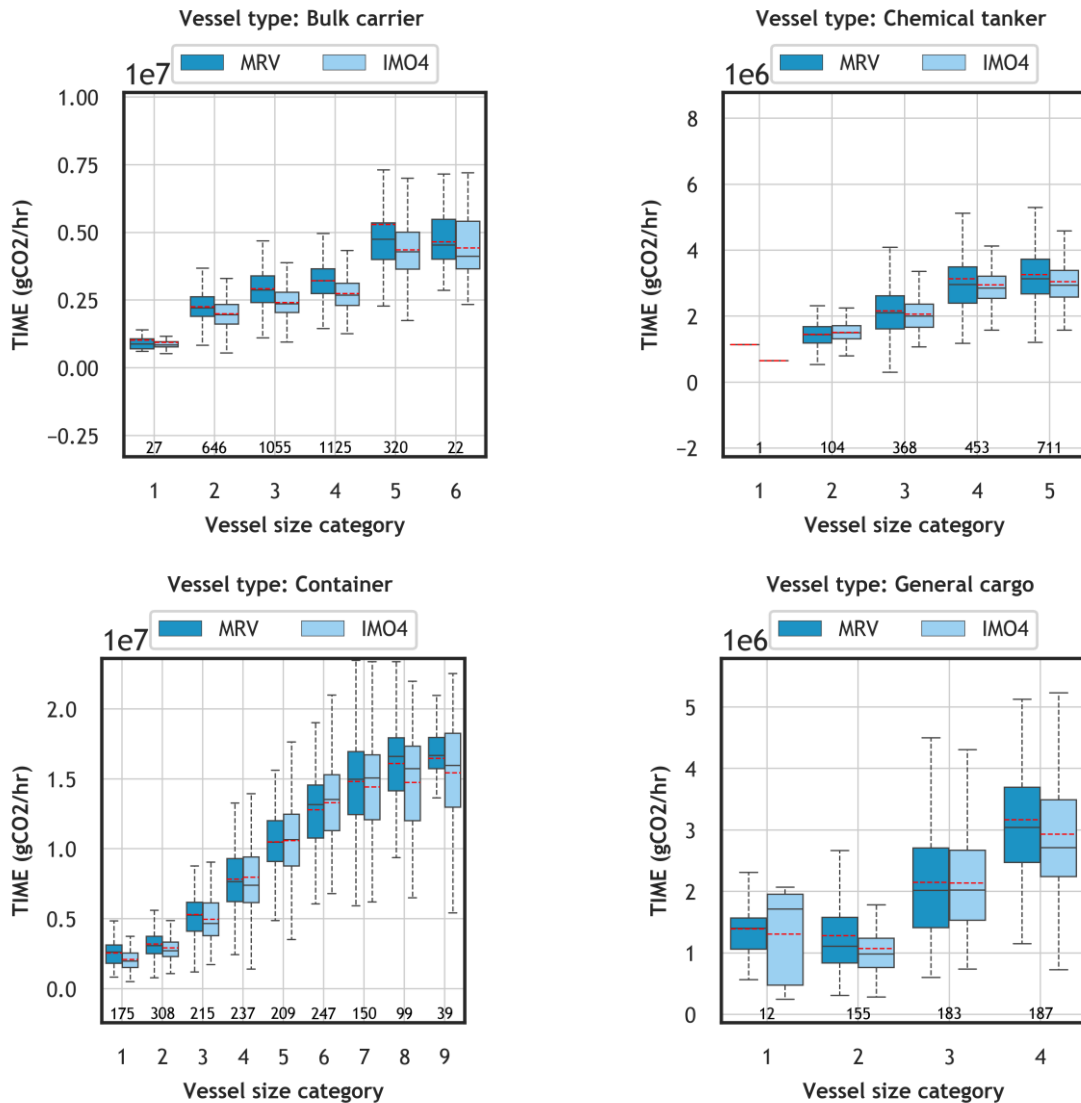 Vessel type: Bulk carrier
MRV IMO4
1e7
1.00
0.75
0.50
0.25
0.00
−0.25
TIME (gCO2/hr)
27 646 1055 1125 320 22
1 2 3 4 5 6
Vessel size category
Vessel type: Chemical tanker
MRV IMO4
1e6
8
6
4
2
0
−2
TIME (gCO2/hr)
1 104 368 453 711
1 2 3 4 5
Vessel size category
Vessel type: Container
MRV IMO4
1e7
2.0
1.5
1.0
0.5
0.0
TIME (gCO2/hr)
175 308 215 237 209 247 150 99 39
1 2 3 4 5 6 7 8 9
Vessel size category
Vessel type: General cargo
MRV IMO4
1e6
5
4
3
2
1
0
TIME (gCO2/hr)
12 155 183 187
1 2 3 4
Vessel size category